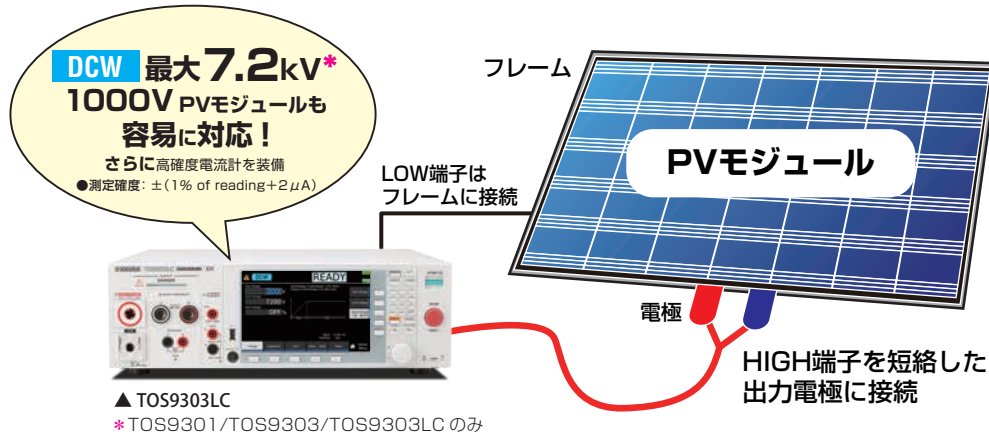 DCW 最大7.2kV*
1000V PVモジュールも
容易に対応！
さらに高確度電流計を装備
●測定確度：±(1% of reading+2μA)
フレーム
PVモジュール
LOW端子は
フレームに接続
電極
HIGH端子を短絡した
出力電極に接続
DCW
READY
7200V
OFF
▲ TOS9303LC
*TOS9301/TOS9303/TOS9303LC のみ